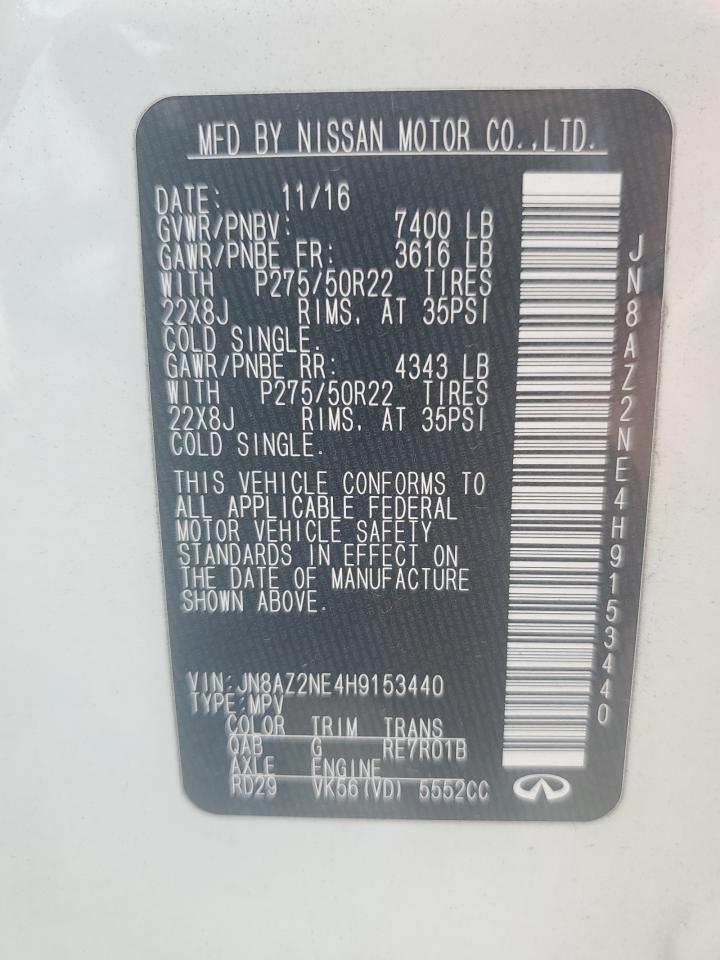 MFD BY NISSAN MOTOR CO.,LTD.
DATE: 11/16
GVWR/PNBV: 7400 LB
GAWR/PNBE FR: 3616 LB
WITH P275/50R22 TIRES
22X8J RIMS, AT 35PSI
COLD SINGLE.
GAWR/PNBE RR: 4343 LB
WITH P275/50R22 TIRES
22X8J RIMS, AT 35PSI
COLD SINGLE.
THIS VEHICLE CONFORMS TO
ALL APPLICABLE FEDERAL
MOTOR VEHICLE SAFETY
STANDARDS IN EFFECT ON
THE DATE OF MANUFACTURE
SHOWN ABOVE.
VIN:JN8AZ2NE4H9153440
TYPE:MPV
COLOR TRIM TRANS
QAB G RE7R01B
AXLE ENGINE
RD29 VK56(VD) 5552CC
JN8AZ2NE4H9153440